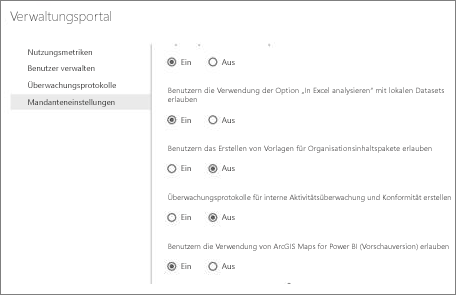 Verwaltungsportal
Nutzungsmetriken
Benutzer verwalten
Überwachungsprotokolle
Mandanteneinstellungen
Ein Aus
Benutzern die Verwendung der Option „In Excel analysieren“ mit lokalen Datasets
erlauben
Ein Aus
Benutzern das Erstellen von Vorlagen für Organisationsinhaltspakete erlauben
Ein Aus
Überwachungsprotokolle für interne Aktivitätsüberwachung und Konformität erstellen
Ein Aus
Benutzern die Verwendung von ArcGIS Maps for Power BI (Vorschauversion) erlauben
Ein Aus